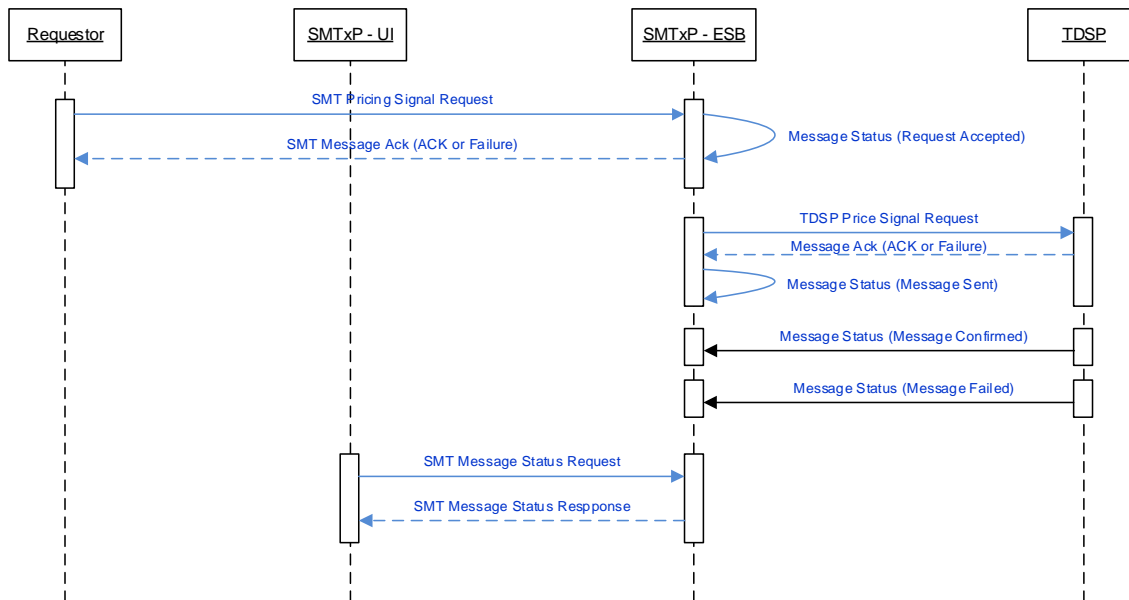 Requestor
SMTxP - UI
SMTxP - ESB
TDSP
SMT Pricing Signal Request
Message Status (Request Accepted)
SMT Message Ack (ACK or Failure)
TDSP Price Signal Request
Message Ack (ACK or Failure)
Message Status (Message Sent)
Message Status (Message Confirmed)
Message Status (Message Failed)
SMT Message Status Request
SMT Message Status Respponse